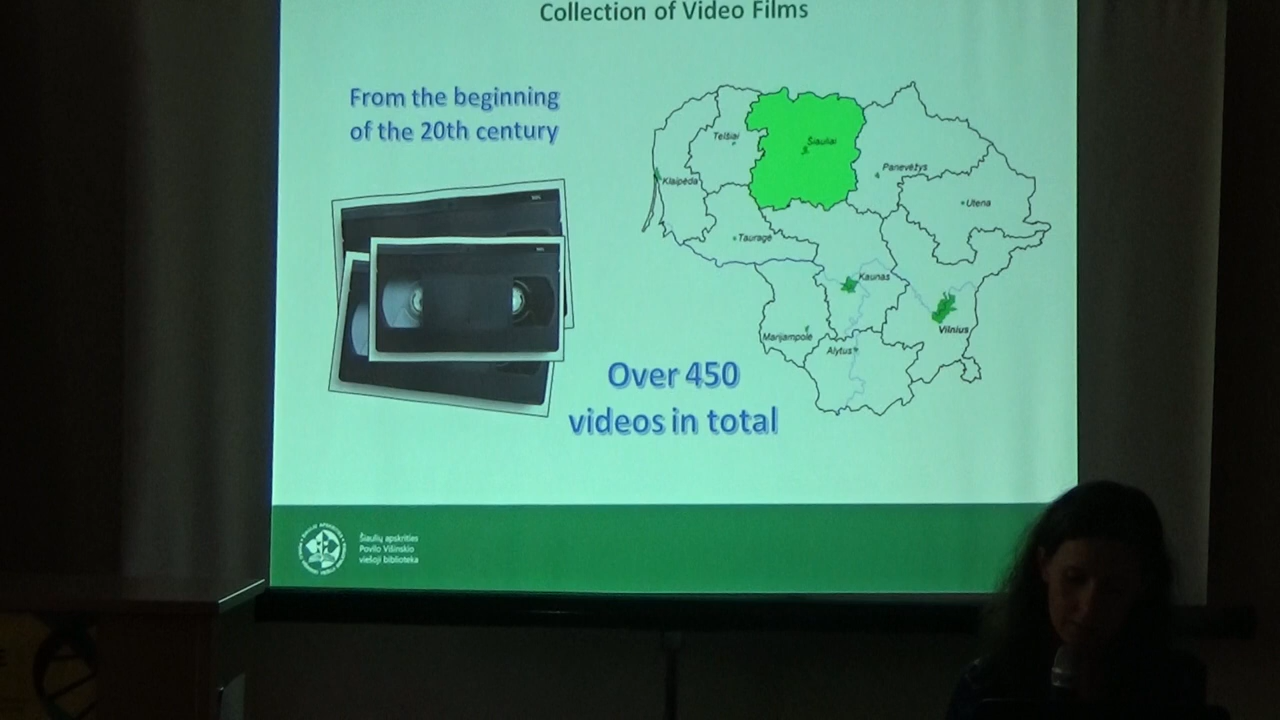 Collection of Video Films
From the beginning
of the 20th century
Telšiai
Šiauliai
Klaipėda
Panevėžys
Utena
Tauragė
Kaunas
Vilnius
Marijampolė
Alytus
Over 450
videos in total
Šiaulių apskrities
Povilo Višinskio
viešoji biblioteka